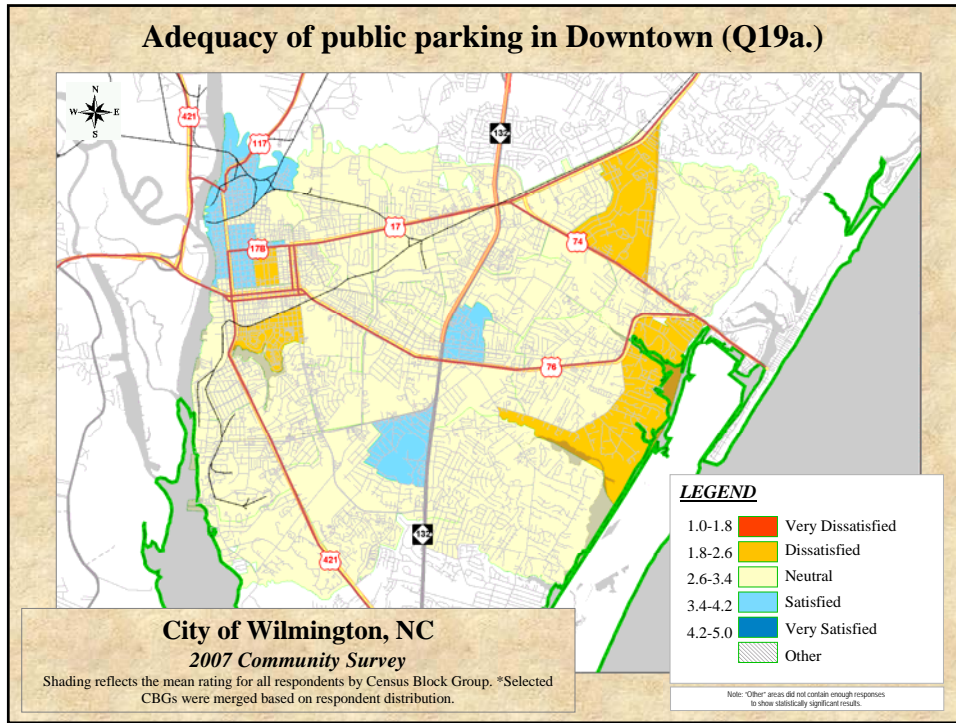 Adequacy of public parking in Downtown (Q19a.)
N
W E
S
421
117
132
17
17B
74
76
132
421
LEGEND
1.0-1.8 Very Dissatisfied
1.8-2.6 Dissatisfied
2.6-3.4 Neutral
3.4-4.2 Satisfied
4.2-5.0 Very Satisfied
Other
City of Wilmington, NC
2007 Community Survey
Shading reflects the mean rating for all respondents by Census Block Group. *Selected
CBGs were merged based on respondent distribution.
Note: "Other" areas did not contain enough responses
to show statistically significant results.